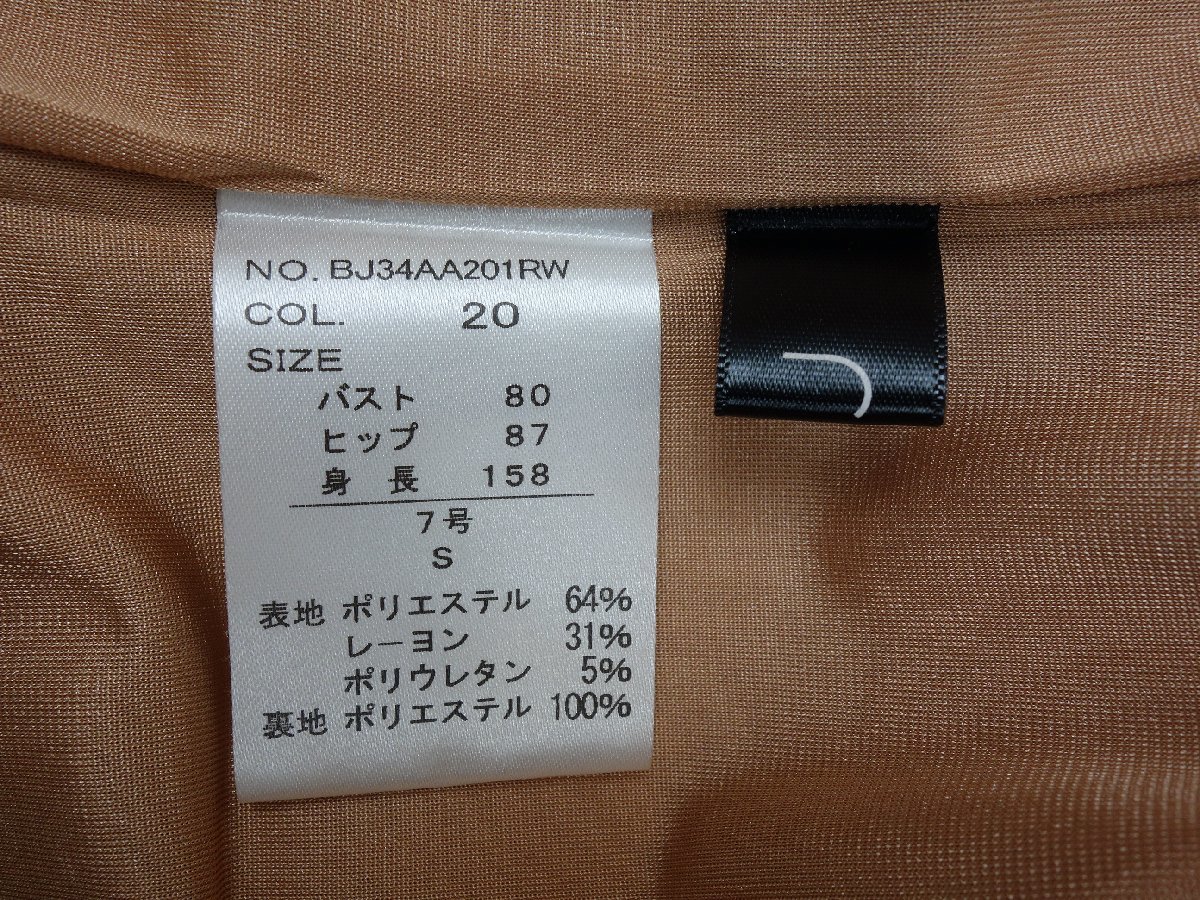 NO. BJ34AA201RW
COL. 20
SIZE
バスト 80
ヒップ 87
身長 158
7号
S
表地 ポリエステル 64%
レーヨン 31%
ポリウレタン 5%
裏地 ポリエステル 100%